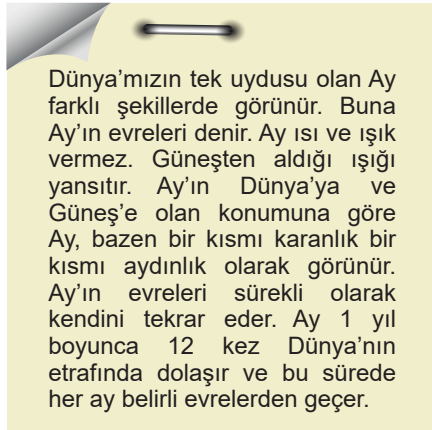 Dünya’mızın tek uydusu olan Ay
farklı şekillerde görünür. Buna
Ay’ın evreleri denir. Ay ısı ve ışık
vermez. Güneşten aldığı ışığı
yansıtır. Ay’ın Dünya’ya ve
Güneş’e olan konumuna göre
Ay, bazen bir kısmı karanlık bir
kısmı aydınlık olarak görünür.
Ay’ın evreleri sürekli olarak
kendini tekrar eder. Ay 1 yıl
boyunca 12 kez Dünya’nın
etrafında dolaşır ve bu sürede
her ay belirli evrelerden geçer.